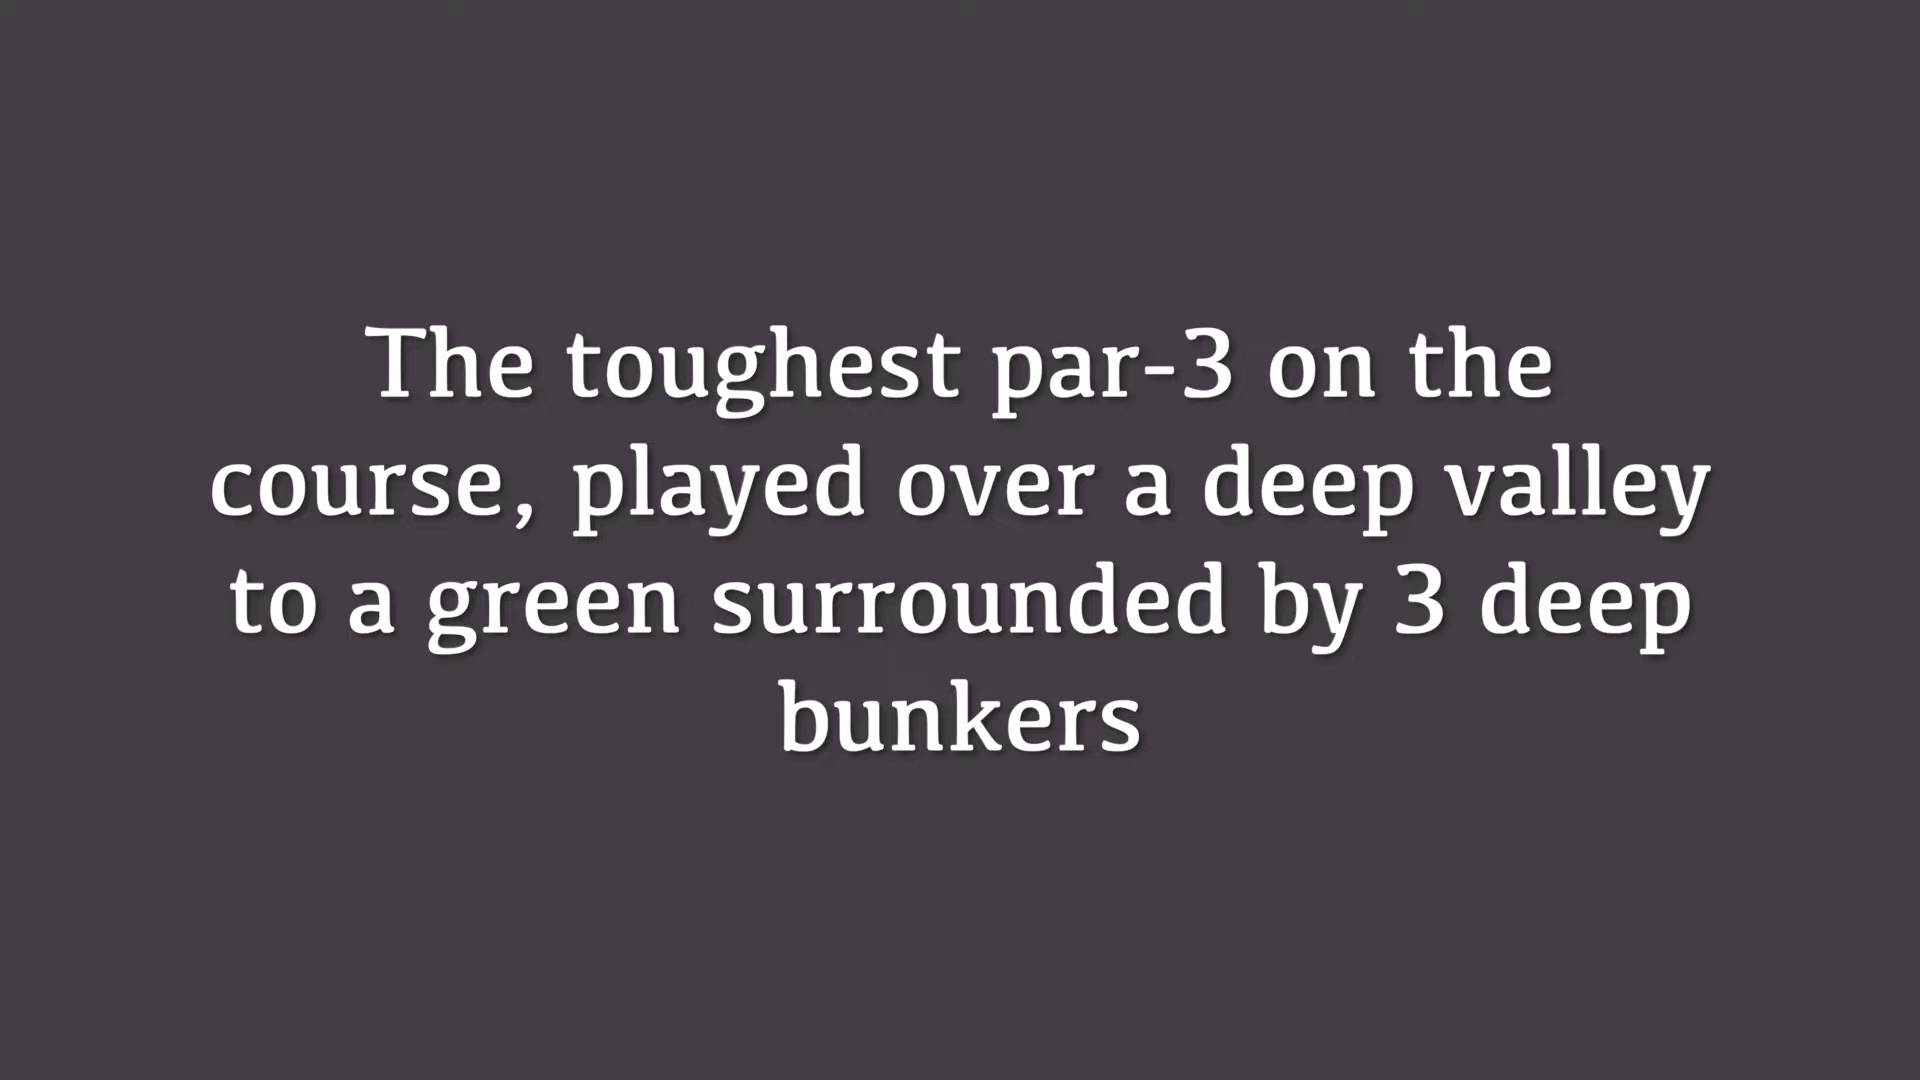 The toughest par-3 on the
course, played over a deep valley
to a green surrounded by 3 deep
bunkers